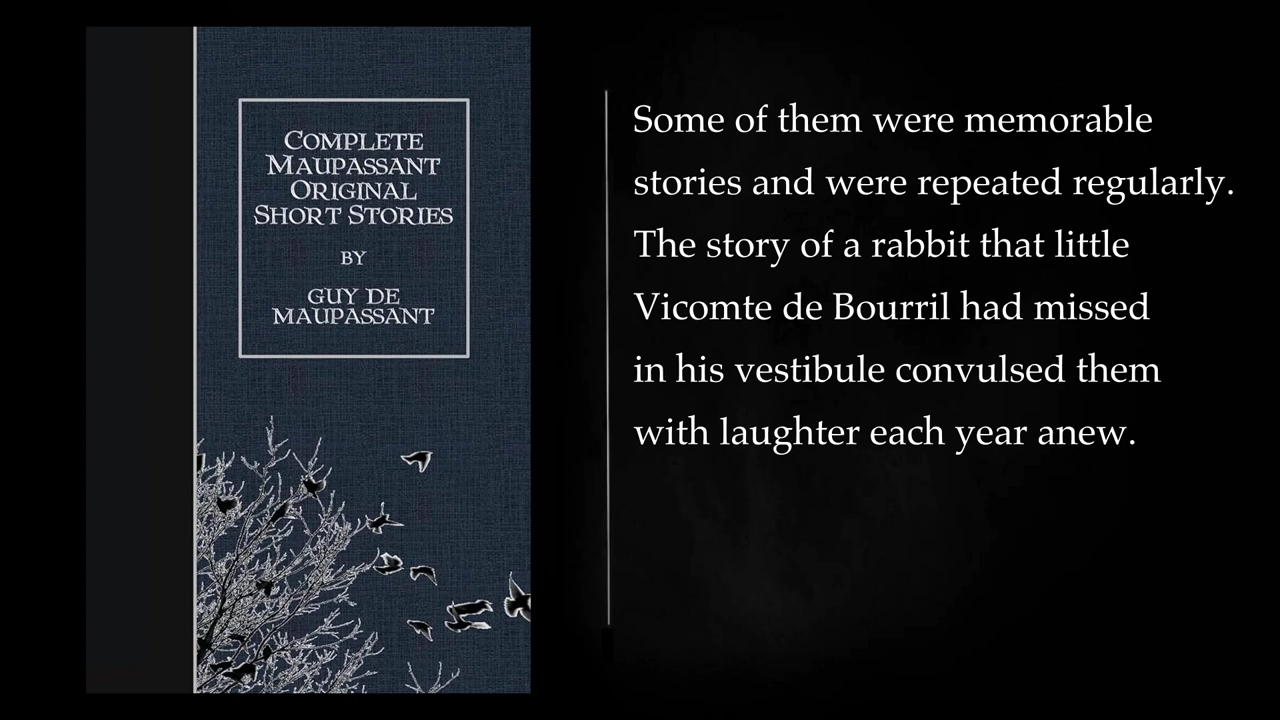 COMPLETE
MAUPASSANT
ORIGINAL
SHORT STORIES
BY
GUY DE
MAUPASSANT
Some of them were memorable
stories and were repeated regularly.
The story of a rabbit that little
Vicomte de Bourril had missed
in his vestibule convulsed them
with laughter each year anew.